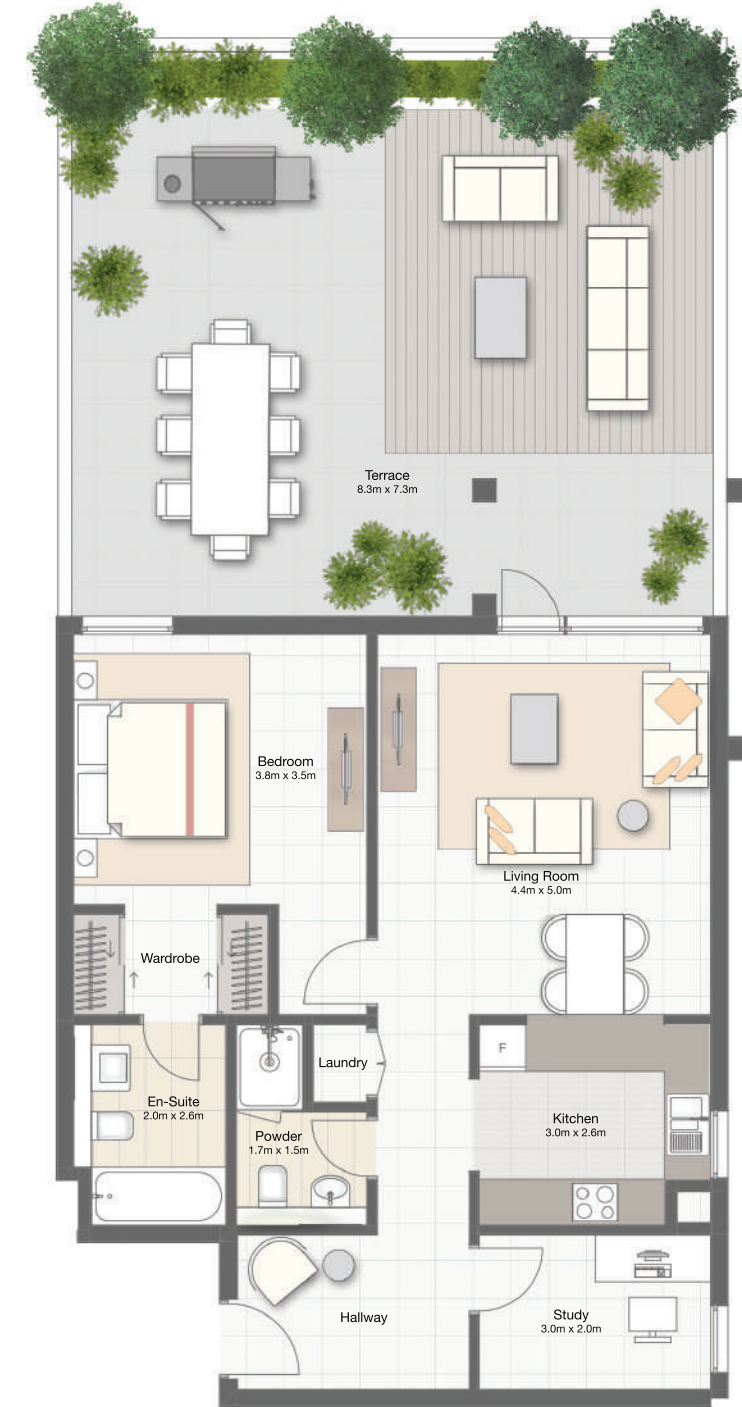 Terrace
8.3m x 7.3m
Bedroom
3.8m x 3.5m
Living Room
4.4m x 5.0m
Wardrobe
F
Laundry
En-Suite
2.0m x 2.6m
Kitchen
3.0m x 2.6m
Powder
1.7m x 1.5m
Hallway
Study
3.0m x 2.0m